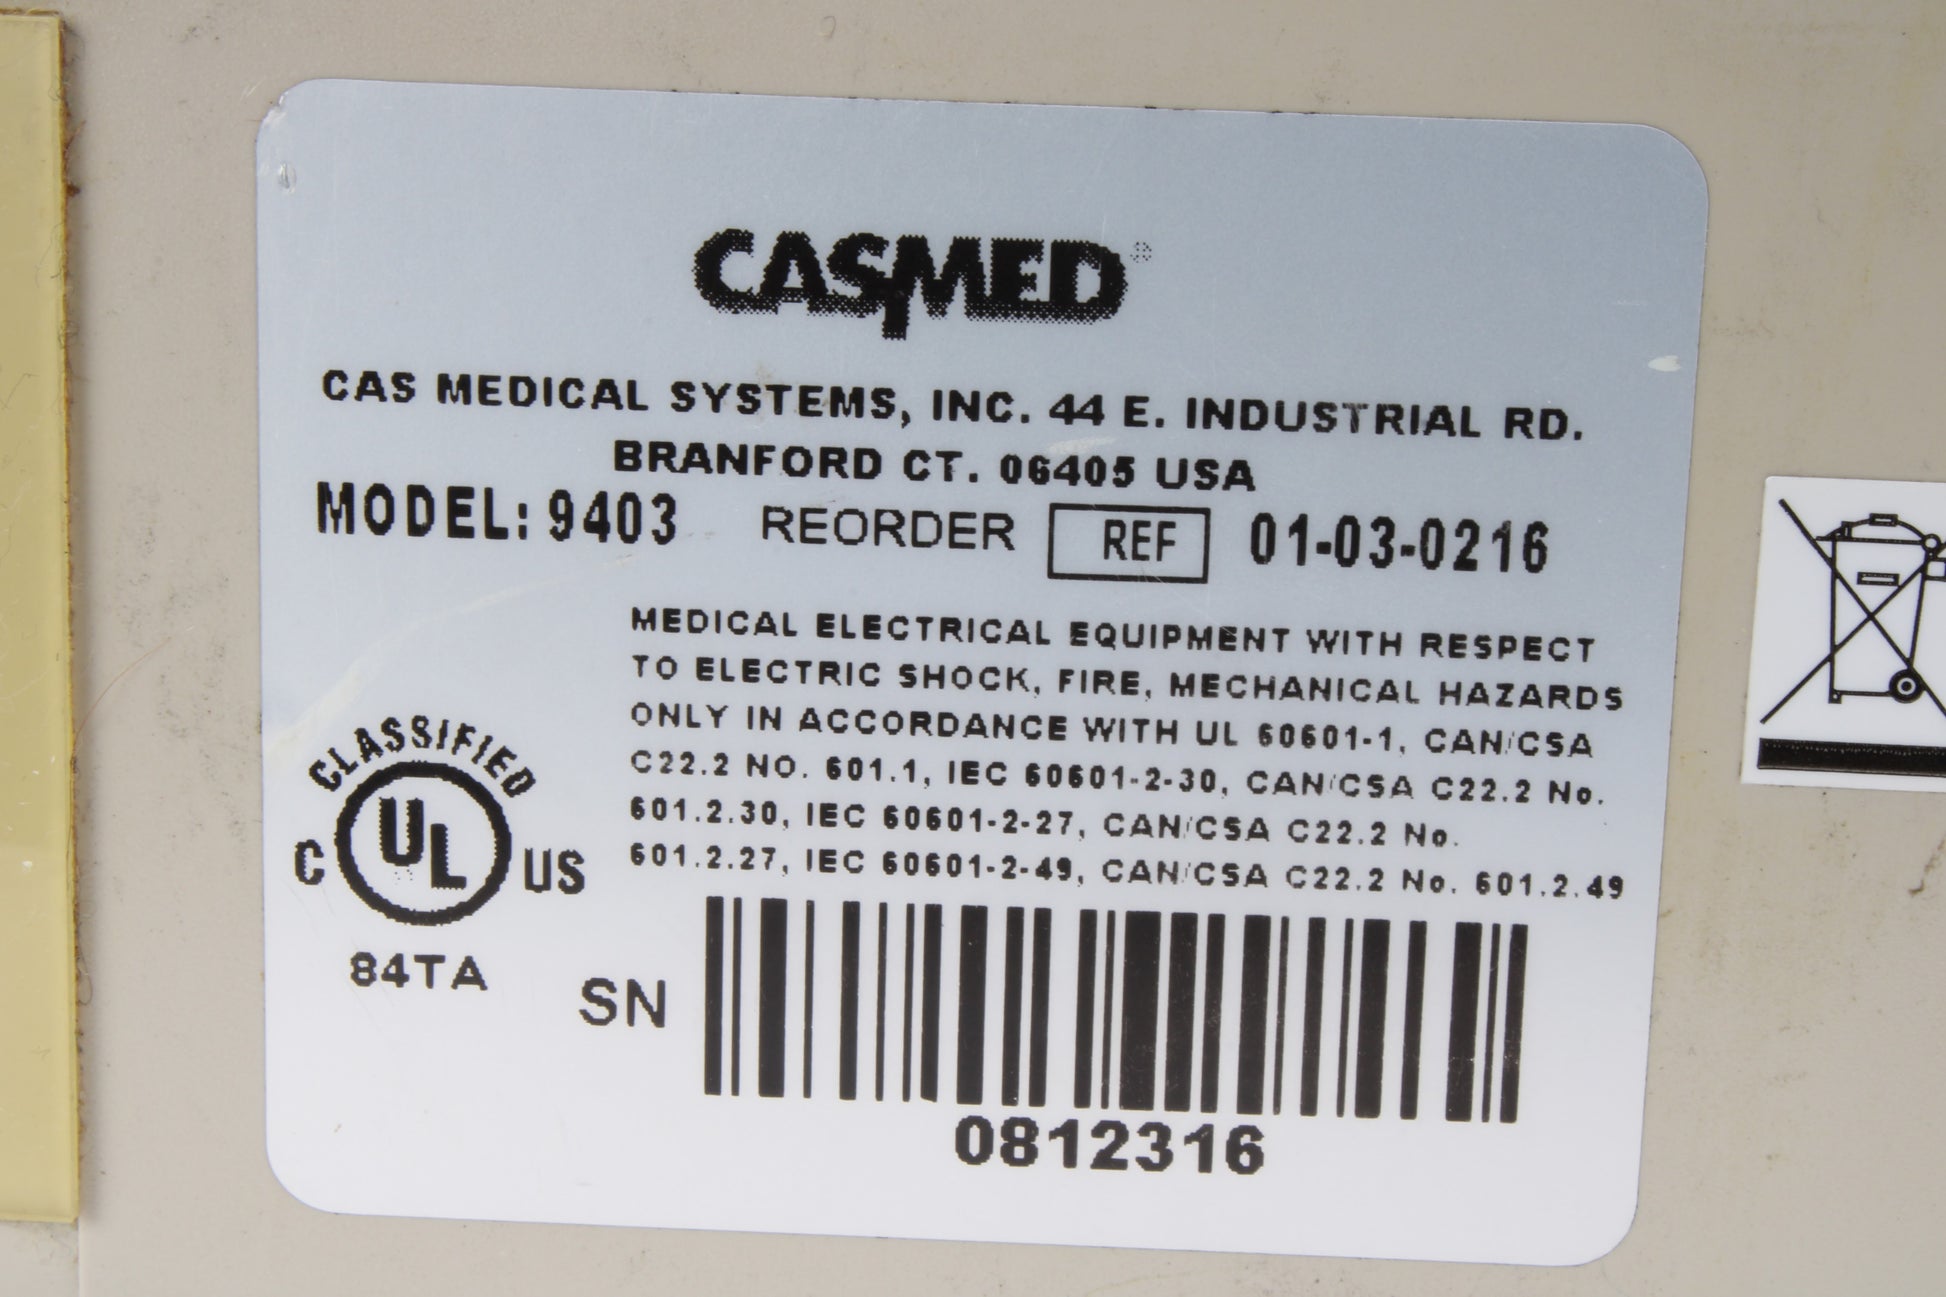 CASMED®
CAS MEDICAL SYSTEMS, INC. 44 E. INDUSTRIAL RD.
BRANFORD CT. 06405 USA
MODEL: 9403 REORDER REF 01-03-0216
MEDICAL ELECTRICAL EQUIPMENT WITH RESPECT
TO ELECTRIC SHOCK, FIRE, MECHANICAL HAZARDS
ONLY IN ACCORDANCE WITH UL 60601-1, CAN/CSA
C22.2 NO. 601.1, IEC 60601-2-30, CAN/CSA C22.2 No.
601.2.30, IEC 60601-2-27, CAN/CSA C22.2 No.
601.2.27, IEC 60601-2-49, CAN/CSA C22.2 No. 601.2.49
CLASSIFIED
C UL US
84TA
SN
0812316